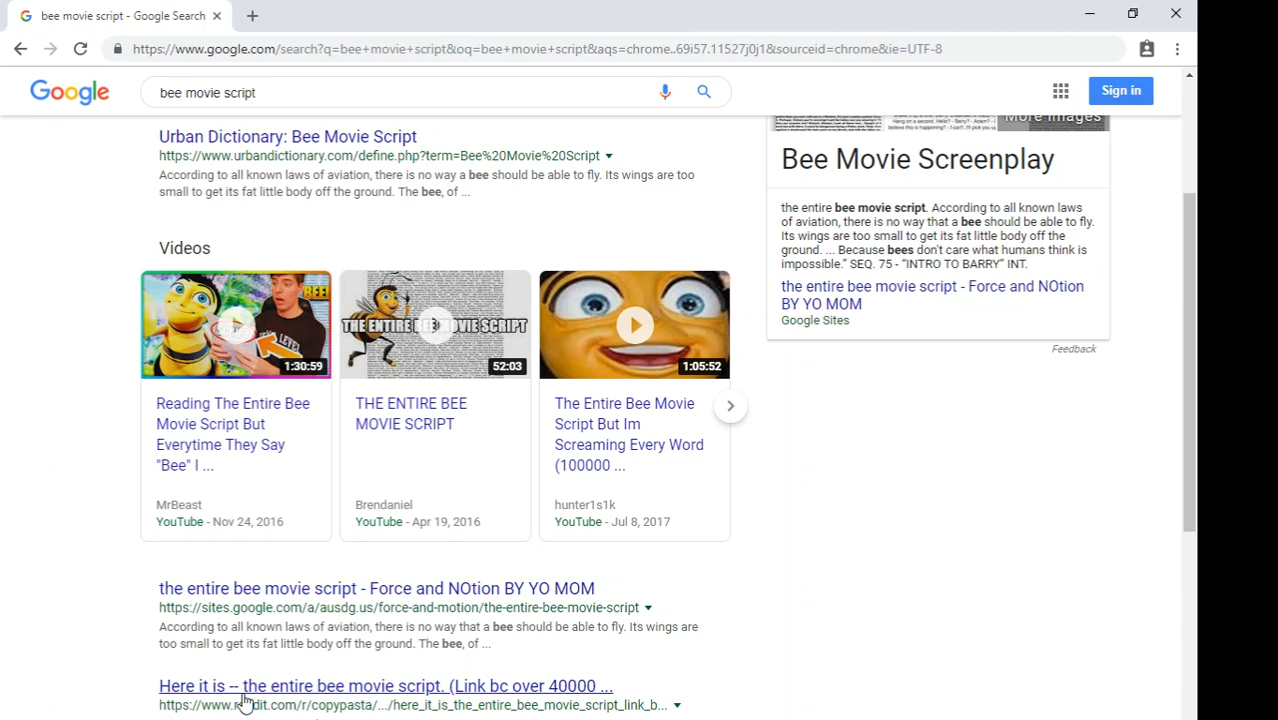 bee movie script - Google Search
https://www.google.com/search?q=bee+movie+script&oq=bee+movie+script&aqs=chrome..69i57.11527j0j1&sourceid=chrome&ie=UTF-8
Google
bee movie script
Sign in
Urban Dictionary: Bee Movie Script
https://www.urbandictionary.com/define.php?term=Bee%20Movie%20Script
According to all known laws of aviation, there is no way a bee should be able to fly. Its wings are too
small to get its fat little body off the ground. The bee, of ...
Videos
1:30:59
Reading The Entire Bee
Movie Script But
Everytime They Say
"Bee" I ...
MrBeast
YouTube - Nov 24, 2016
THE ENTIRE BEE MOVIE SCRIPT
52:03
THE ENTIRE BEE
MOVIE SCRIPT
Brendaniel
YouTube - Apr 19, 2016
1:05:52
The Entire Bee Movie
Script But Im
Screaming Every Word
(100000 ...
hunter1s1k
YouTube - Jul 8, 2017
the entire bee movie script - Force and NOtion BY YO MOM
https://sites.google.com/a/ausdg.us/force-and-motion/the-entire-bee-movie-script
According to all known laws of aviation, there is no way that a bee should be able to fly. Its wings are
too small to get its fat little body off the ground. The bee, of ...
Here it is -- the entire bee movie script. (Link bc over 40000 ...
https://www.reddit.com/r/copypasta/.../here_it_is_the_entire_bee_movie_script_link_b...
More images
Bee Movie Screenplay
the entire bee movie script. According to all known laws
of aviation, there is no way that a bee should be able to fly.
Its wings are too small to get its fat little body off the
ground. ... Because bees don't care what humans think is
impossible.” SEQ. 75 - “INTRO TO BARRY” INT.
the entire bee movie script - Force and NOtion
BY YO MOM
Google Sites
Feedback